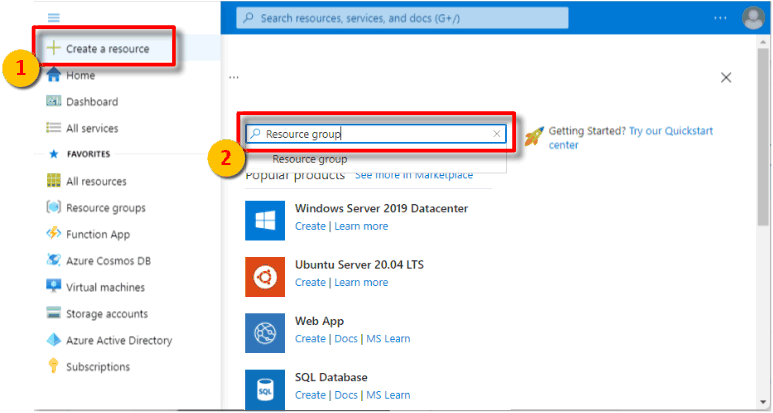 Search resources, services, and docs (G+/)
...
1
Create a resource
Home
Dashboard
All services
FAVORITES
All resources
Resource groups
Function App
Azure Cosmos DB
Virtual machines
Storage accounts
Azure Active Directory
Subscriptions
...
2
Resource group
Resource group
Getting Started? Try our Quickstart
center
Popular products See more in Marketplace
Windows Server 2019 Datacenter
Create | Learn more
Ubuntu Server 20.04 LTS
Create | Learn more
Web App
Create | Docs | MS Learn
SQL
SQL Database
Create | Docs | MS Learn